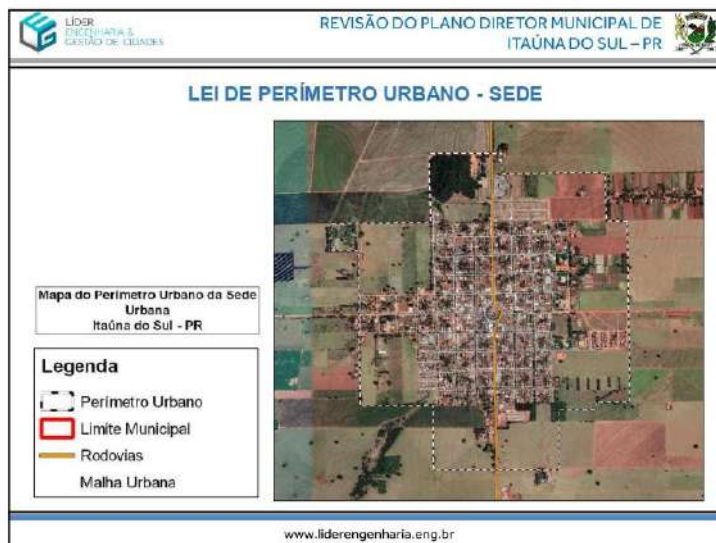 LÍDER
ENGENHARIA &
GESTÃO DE CIDADES
REVISÃO DO PLANO DIRETOR MUNICIPAL DE
ITAÚNA DO SUL – PR
LEI DE PERÍMETRO URBANO - SEDE
Mapa do Perímetro Urbano da Sede
Urbana
Itaúna do Sul - PR
Legenda
Perímetro Urbano
Limite Municipal
Rodovias
Malha Urbana
www.liderengenharia.eng.br